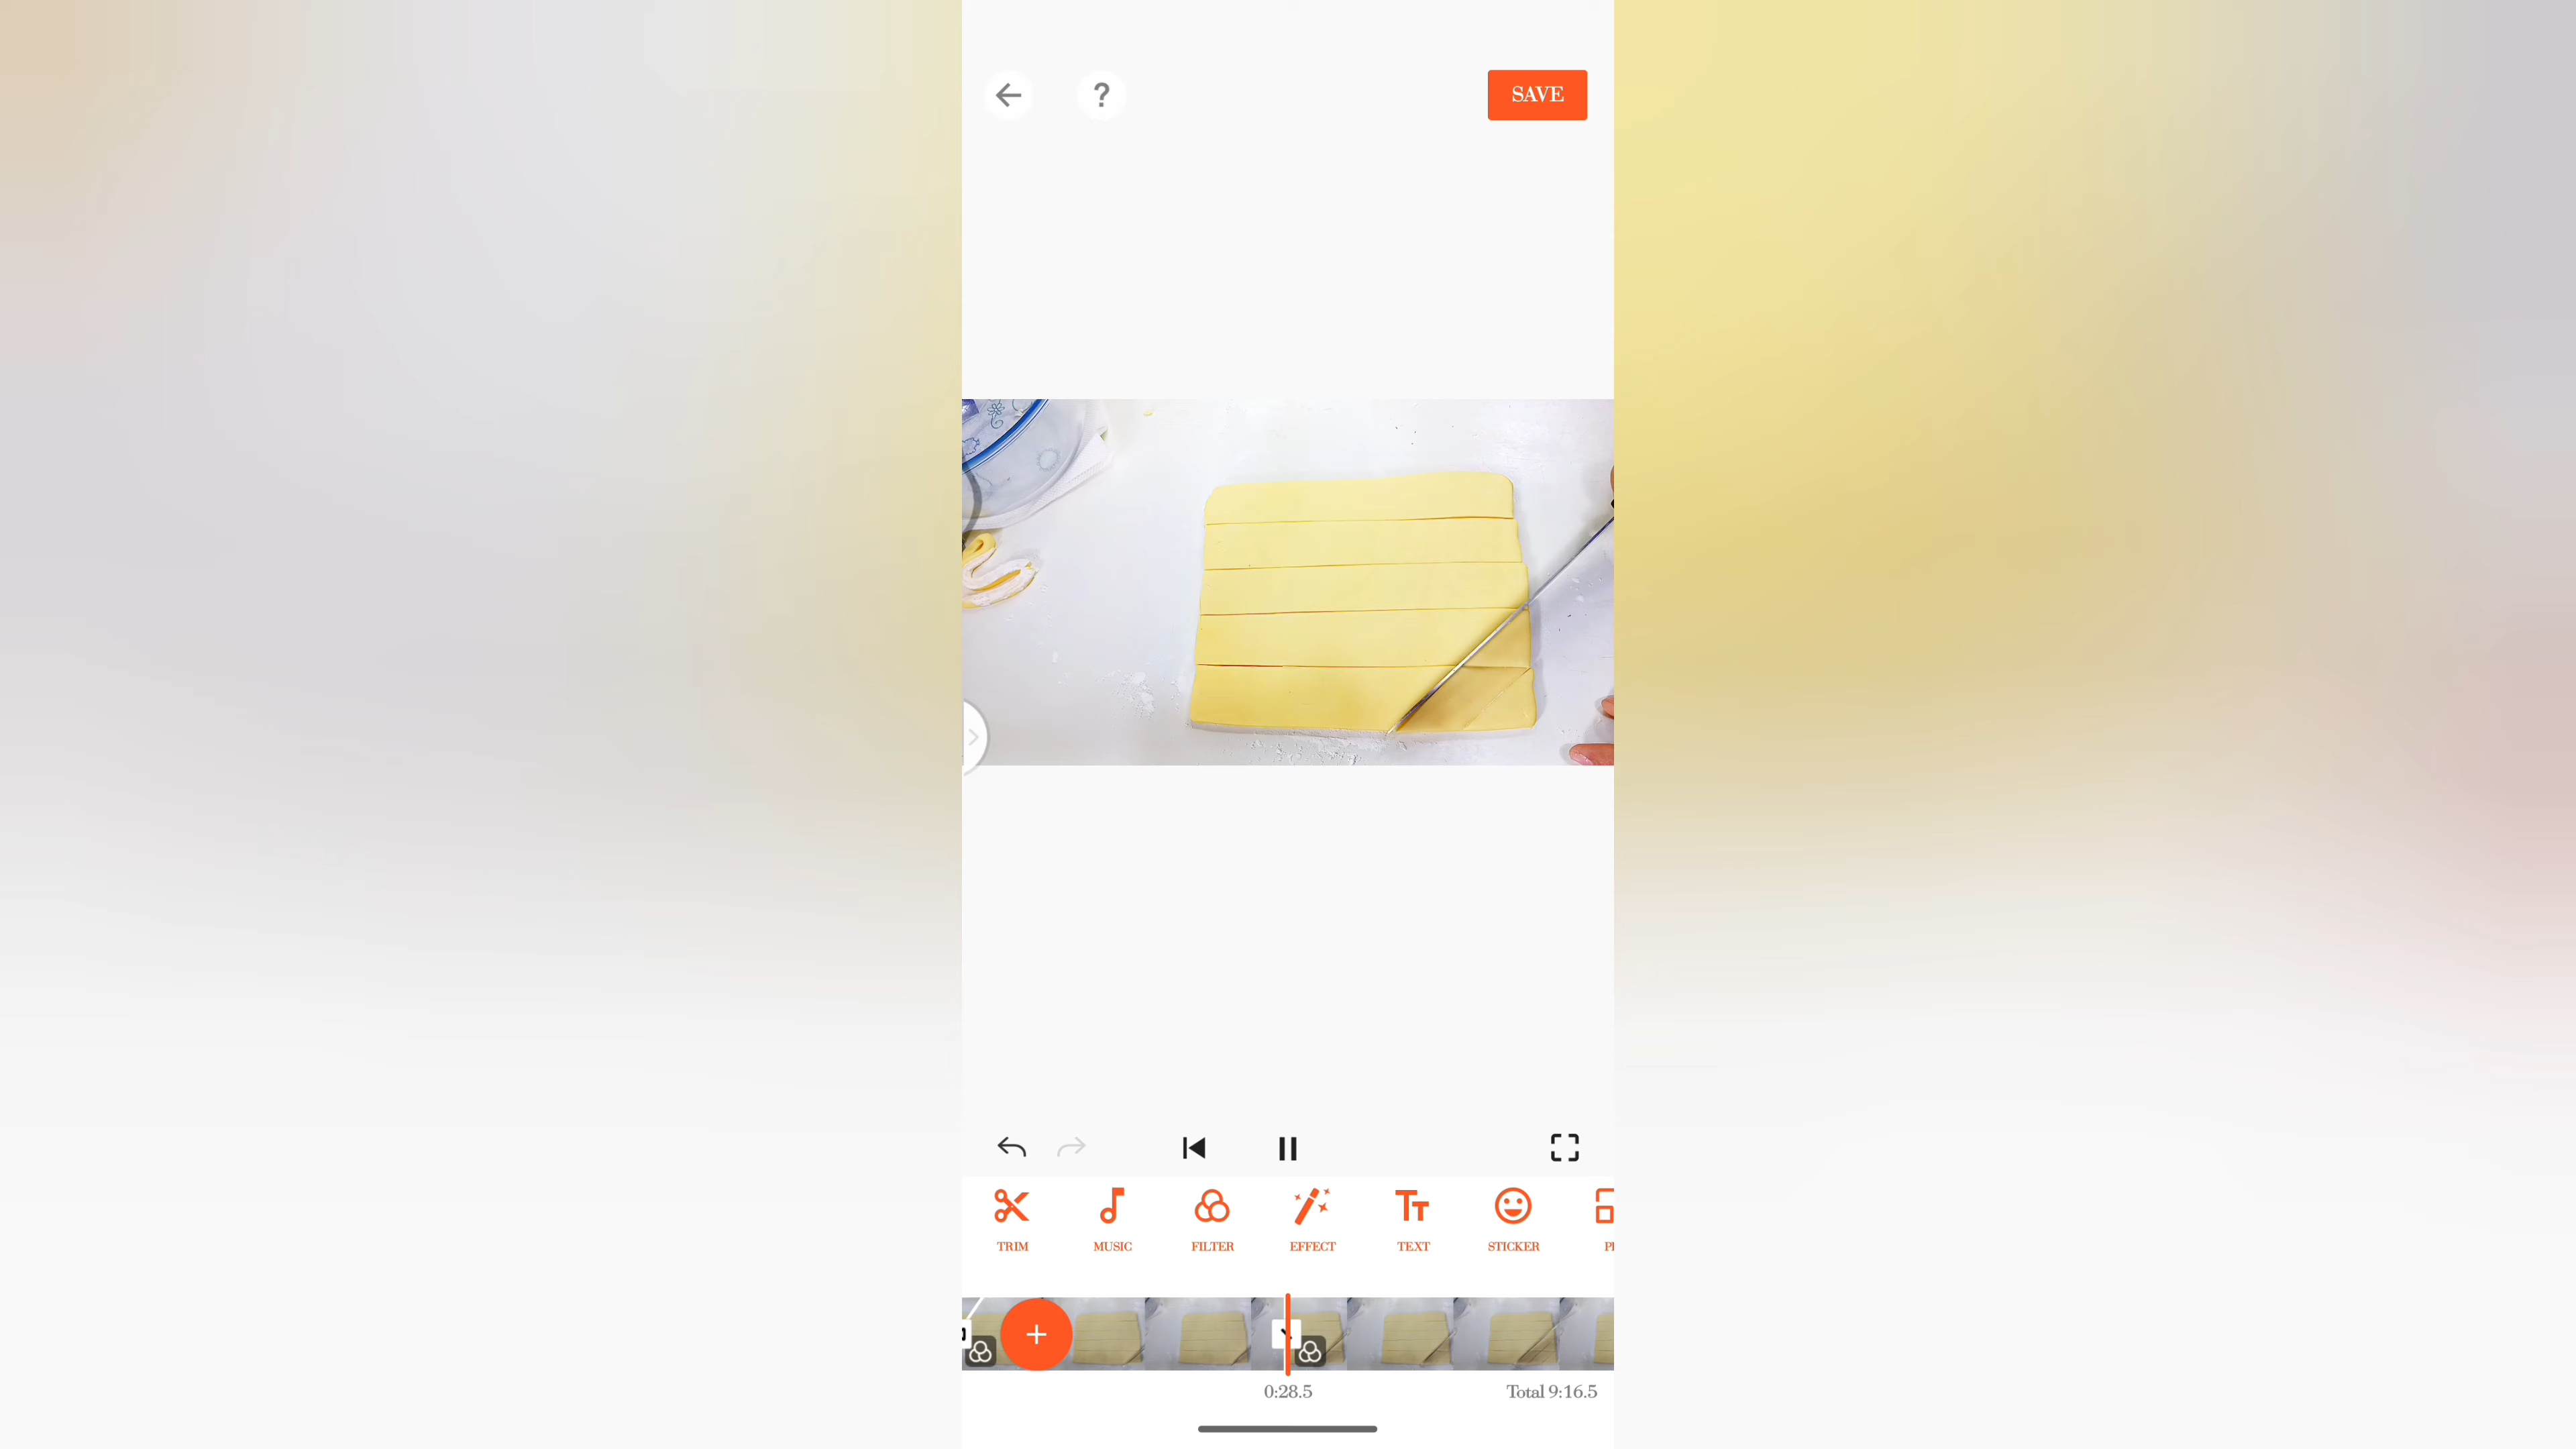 ?
SAVE
TRIM
MUSIC
FILTER
EFFECT
TEXT
STICKER
0:28.5
Total 9:16.5